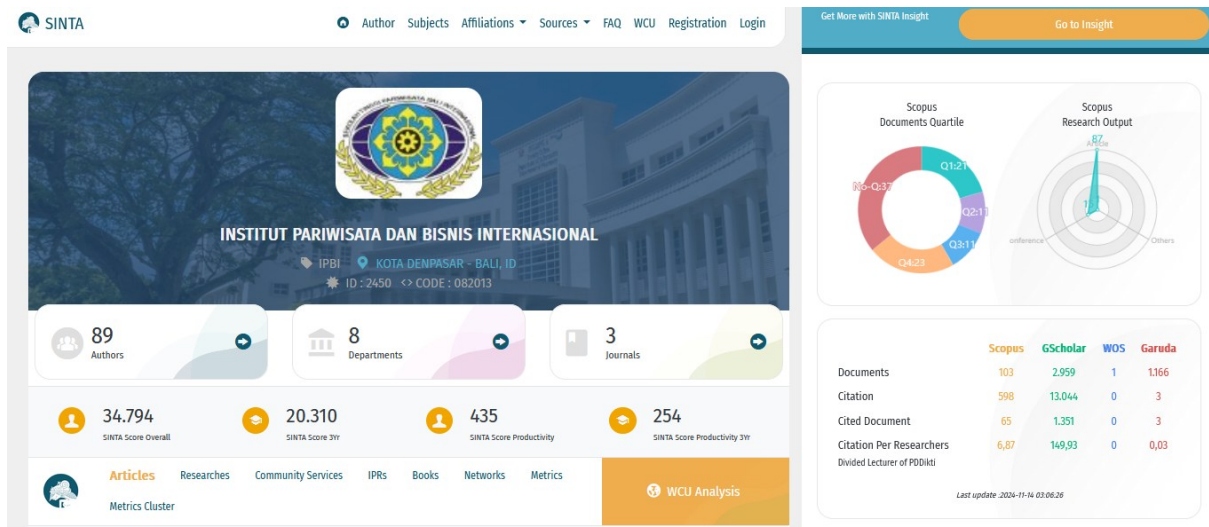 SINTA
Author Subjects Affiliations Sources FAQ WCU Registration Login
Get More with SINTA Insight
Go to Insight
INSTITUT PARIWISATA DAN BISNIS INTERNASIONAL
IPBI KOTA DENPASAR - BALI, ID
ID : 2450 <> CODE : 082013
89
Authors
8
Departments
3
Journals
34.794
SINTA Score Overall
20.310
SINTA Score 3Yr
435
SINTA Score Productivity
254
SINTA Score Productivity 3Yr
Articles Researches Community Services IPRs Books Networks Metrics
Metrics Cluster
WCU Analysis
Scopus
Documents Quartile
Q1:21
Q2:11
Q3:11
Q4:23
No-Q:37
Scopus
Research Output
87
Article
onference
Others
Scopus GScholar WOS Garuda
Documents 103 2.959 1 1.166
Citation 598 13.044 0 3
Cited Document 65 1.351 0 3
Citation Per Researchers 6,87 149,93 0 0,03
Divided Lecturer of PDDikti
Last update :2024-11-14 03:06:26